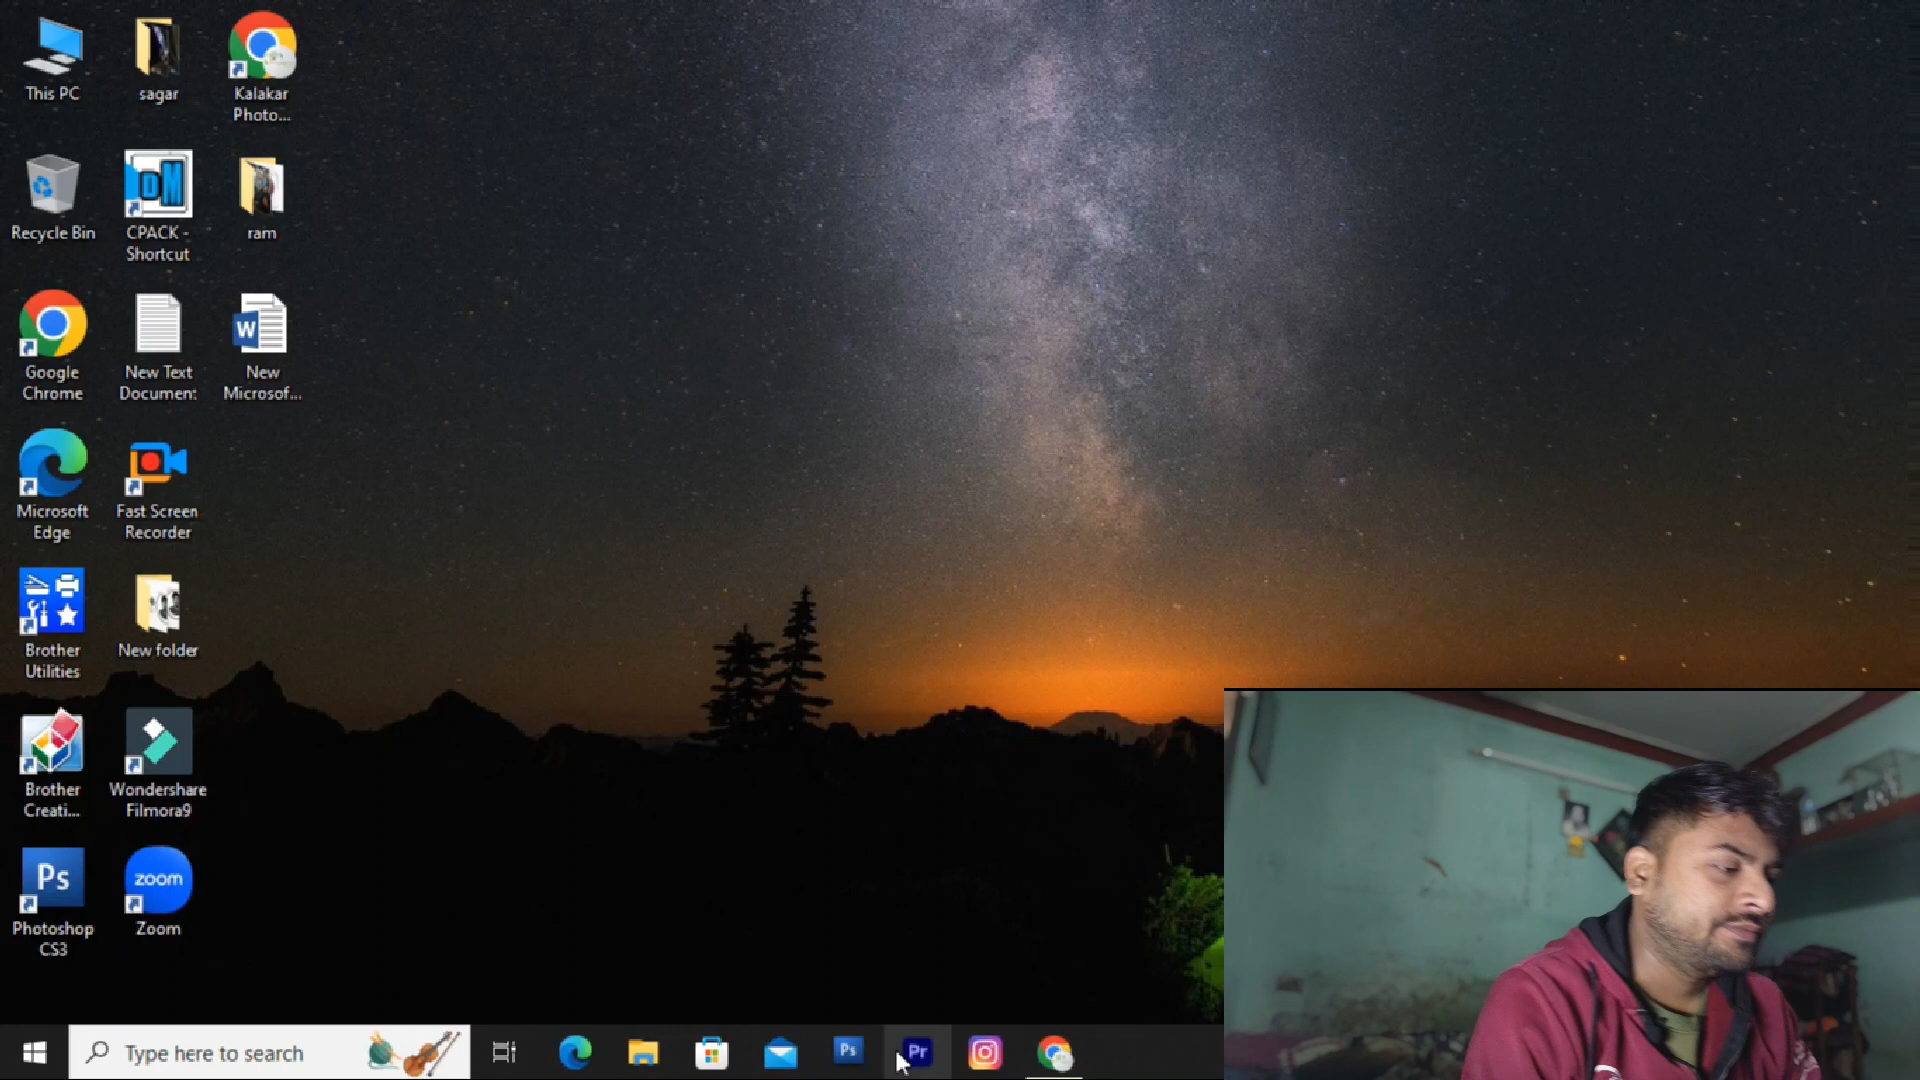 This PC
sagar
Kalakar
Photo...
Recycle Bin
DM
CPACK -
Shortcut
ram
Google
Chrome
New Text
Document
W
New
Microsof...
Microsoft
Edge
Fast Screen
Recorder
Brother
Utilities
New folder
Brother
Creati...
Wondershare
Filmora9
Ps
Photoshop
CS3
zoom
Zoom
Type here to search
Ps
Pr